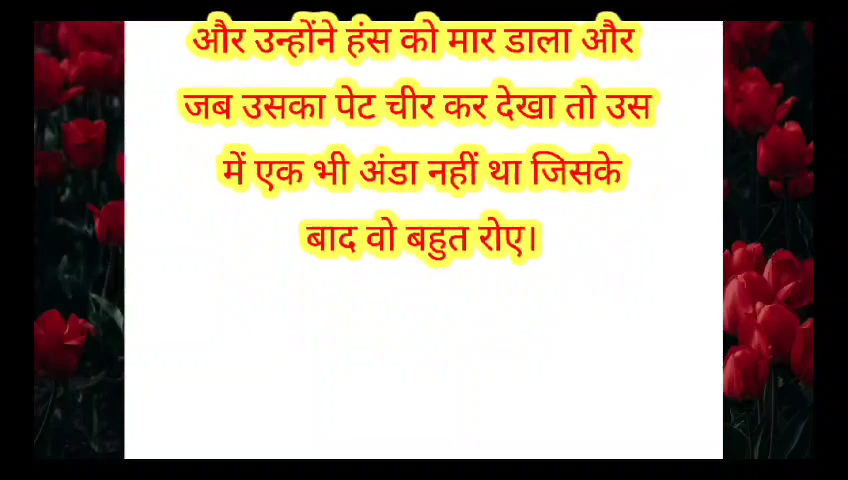 और उन्होंने हंस को मार डाला और
जब उसका पेट चीर कर देखा तो उस
में एक भी अंडा नहीं था जिसके
बाद वो बहुत रोए।